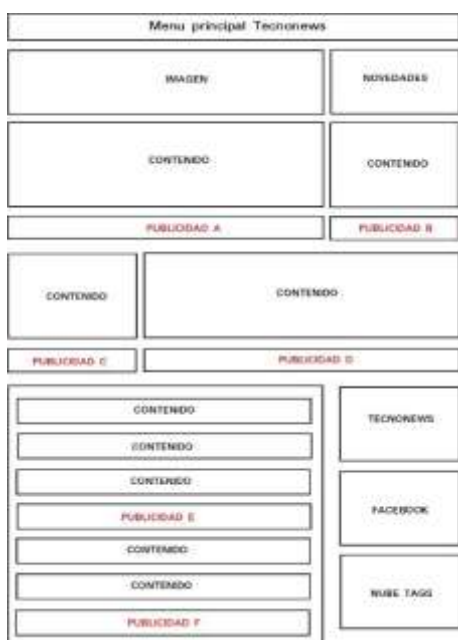 Menu principal Tecnonews
IMAGEN
NOVEDADES
CONTENIDO
CONTENIDO
PUBLICIDAD A
PUBLICIDAD B
CONTENIDO
CONTENIDO
PUBLICIDAD C
PUBLICIDAD D
CONTENIDO
CONTENIDO
CONTENIDO
PUBLICIDAD E
CONTENIDO
CONTENIDO
PUBLICIDAD F
TECNONEWS
FACEBOOK
NUBE TAGS